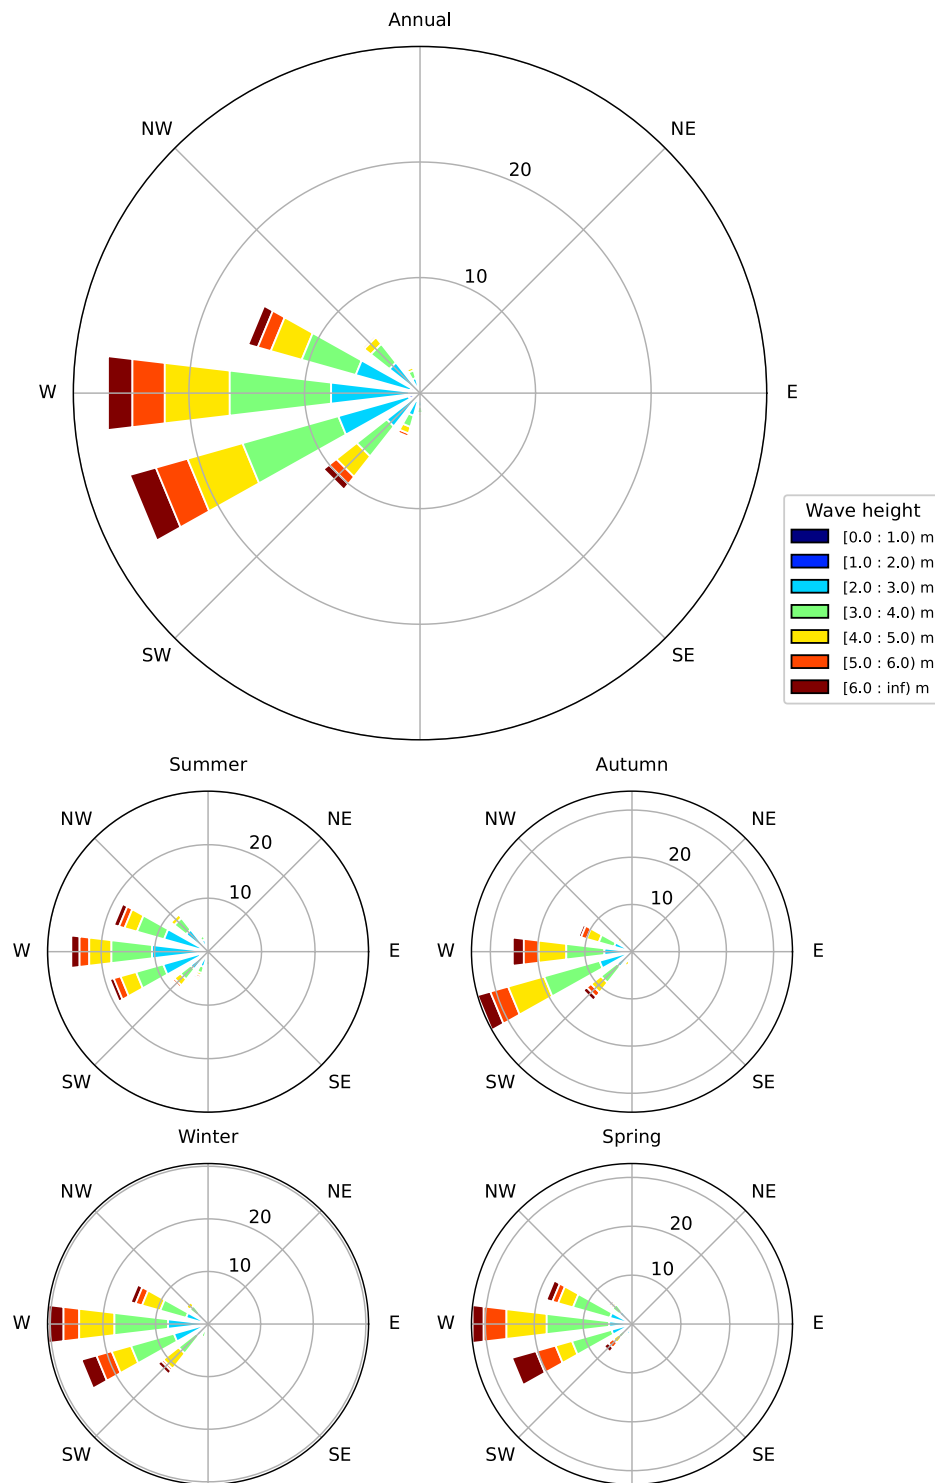 Annual
NW
NE
20
10
W
E
SW
SE
Wave height
[0.0 : 1.0) m
[1.0 : 2.0) m
[2.0 : 3.0) m
[3.0 : 4.0) m
[4.0 : 5.0) m
[5.0 : 6.0) m
[6.0 : inf) m
Summer
NW
NE
20
10
W
E
SW
SE
Autumn
NW
NE
20
10
W
E
SW
SE
Winter
NW
NE
20
10
W
E
SW
SE
Spring
NW
NE
20
10
W
E
SW
SE